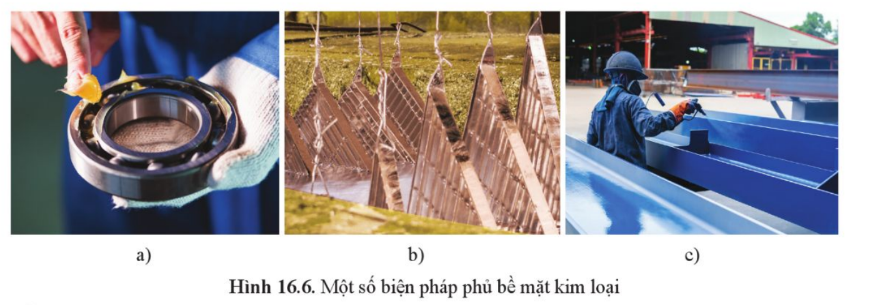 a) b) c)
Hình 16.6. Một số biện pháp phủ bề mặt kim loại